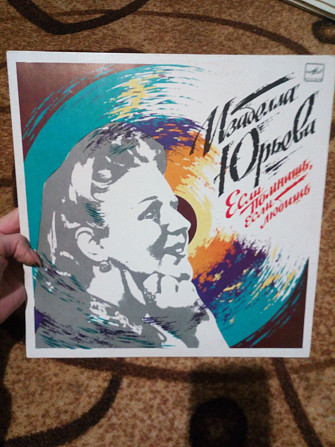 Изабелла
Юрьева
Если
помнишь,
если
любишь